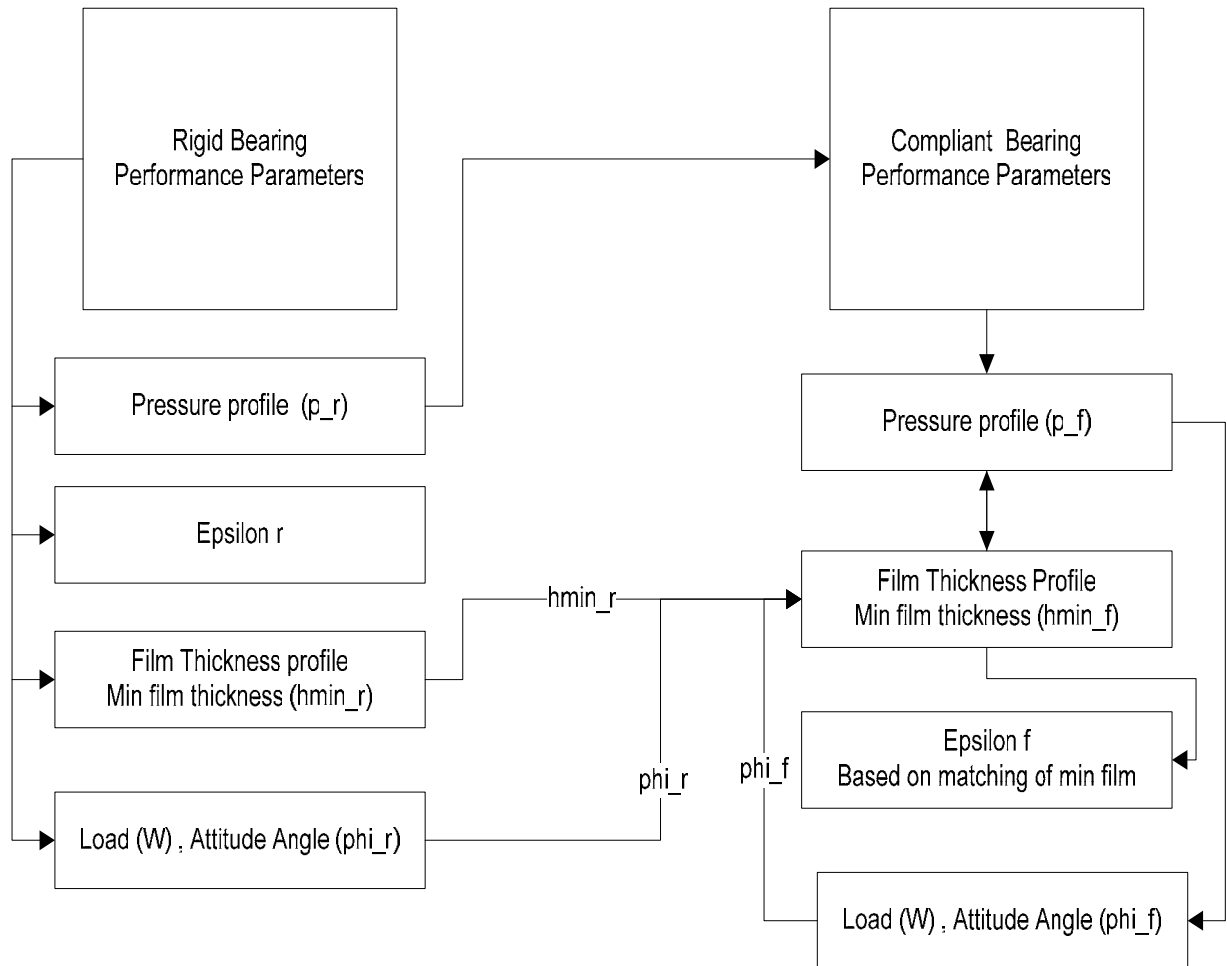 Rigid Bearing
Performance Parameters
Compliant Bearing
Performance Parameters
Pressure profile (p_r)
Pressure profile (p_f)
Epsilon r
hmin_r
Film Thickness Profile
Min film thickness (hmin_f)
Film Thickness profile
Min film thickness (hmin_r)
phi_r
phi_f
Epsilon f
Based on matching of min film
Load (W) , Attitude Angle (phi_r)
Load (W) , Attitude Angle (phi_f)